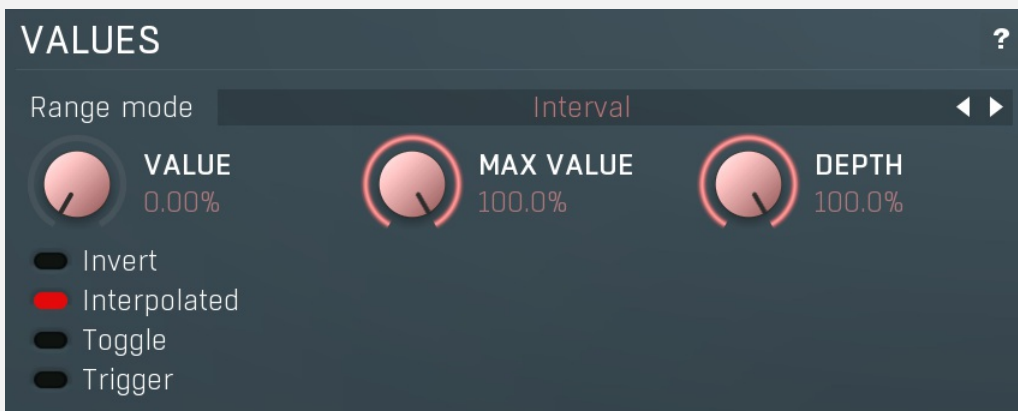 VALUES ?
Range mode Interval
VALUE MAX VALUE DEPTH
0.00% 100.0% 100.0%
Invert
Interpolated
Toggle
Trigger